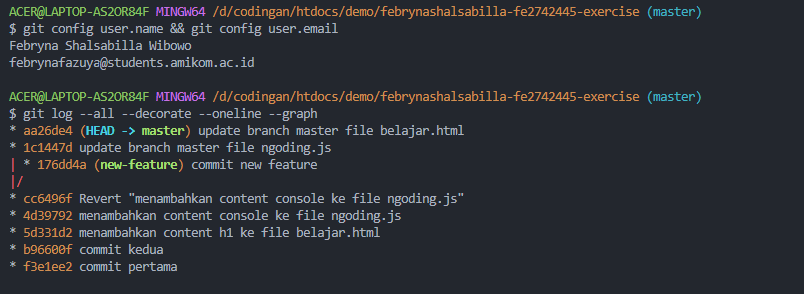 ACER@LAPTOP-AS2OR84F MINGW64 /d/codingan/htdocs/demo/febrynashalsabilla-fe2742445-exercise (master)
$ git config user.name && git config user.email
Febryna Shalsabilla Wibowo
febrynafazuya@students.amikom.ac.id

ACER@LAPTOP-AS2OR84F MINGW64 /d/codingan/htdocs/demo/febrynashalsabilla-fe2742445-exercise (master)
$ git log --all --decorate --oneline --graph
* aa26de4 (HEAD -> master) update branch master file belajar.html
* 1c1447d update branch master file ngoding.js
| * 176dd4a (new-feature) commit new feature
|/
* cc6496f Revert "menambahkan content console ke file ngoding.js"
* 4d39792 menambahkan content console ke file ngoding.js
* 5d331d2 menambahkan content h1 ke file belajar.html
* b96600f commit kedua
* f3e1ee2 commit pertama